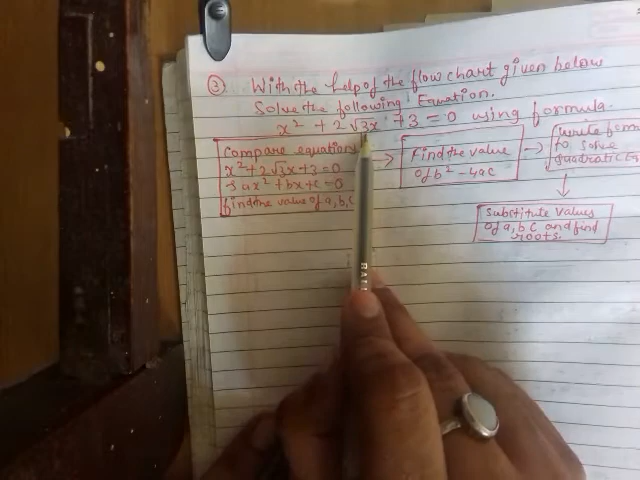 ③ With the help of the flow chart given below
Solve the following Equation.
x² + 2√3x + 3 = 0 using formula.
Compare equations
x² + 2√3x + 3 = 0
& ax² + bx + c = 0
find the value of a, b, c
→ Find the value
of b² - 4ac
→ Write form
to solve
quadratic E
↓
Substitute values
of a, b, c and find
roots.